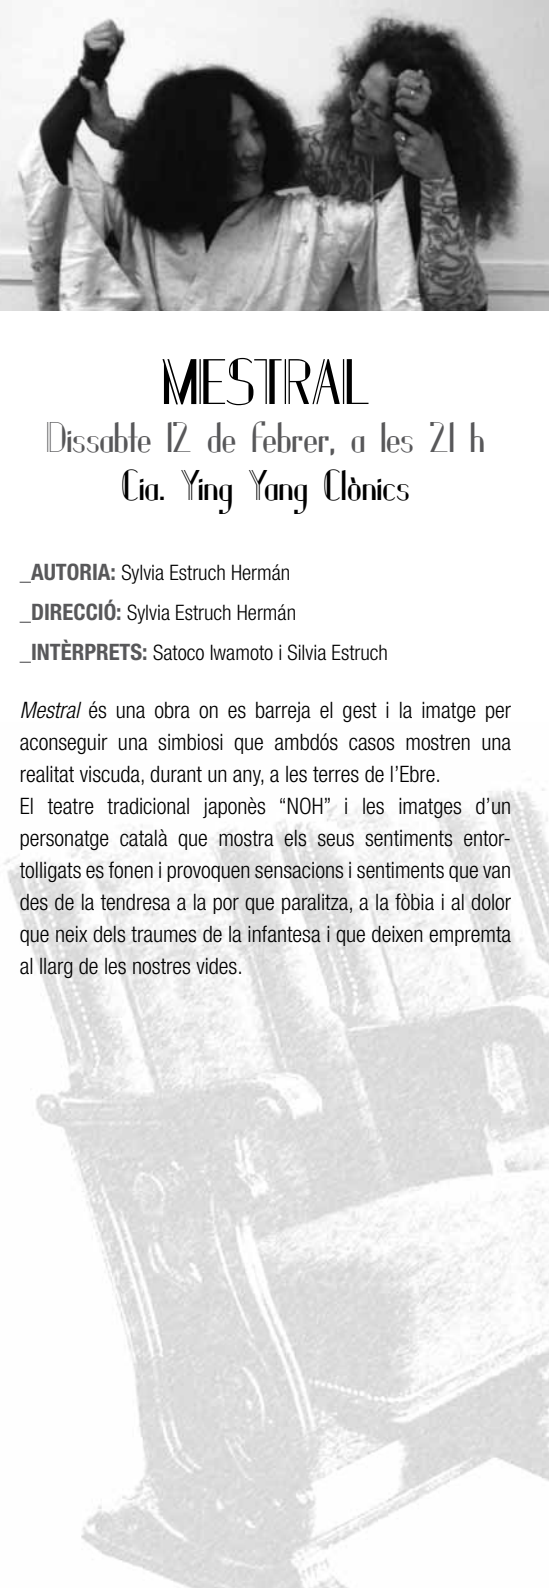 MESTRAL
Dissabte 12 de febrer, a les 21 h
Cia. Ying Yang Clònics
_AUTORIA: Sylvia Estruch Hermán
_DIRECCIÓ: Sylvia Estruch Hermán
_INTÈRPRETS: Satoco Iwamoto i Silvia Estruch
Mestral és una obra on es barreja el gest i la imatge per
aconseguir una simbiosi que ambdós casos mostren una
realitat viscuda, durant un any, a les terres de l’Ebre.
El teatre tradicional japonès “NOH” i les imatges d’un
personatge català que mostra els seus sentiments entor-
tolligats es fonen i provoquen sensacions i sentiments que van
des de la tendresa a la por que paralitza, a la fòbia i al dolor
que neix dels traumes de la infantesa i que deixen empremta
al llarg de les nostres vides.